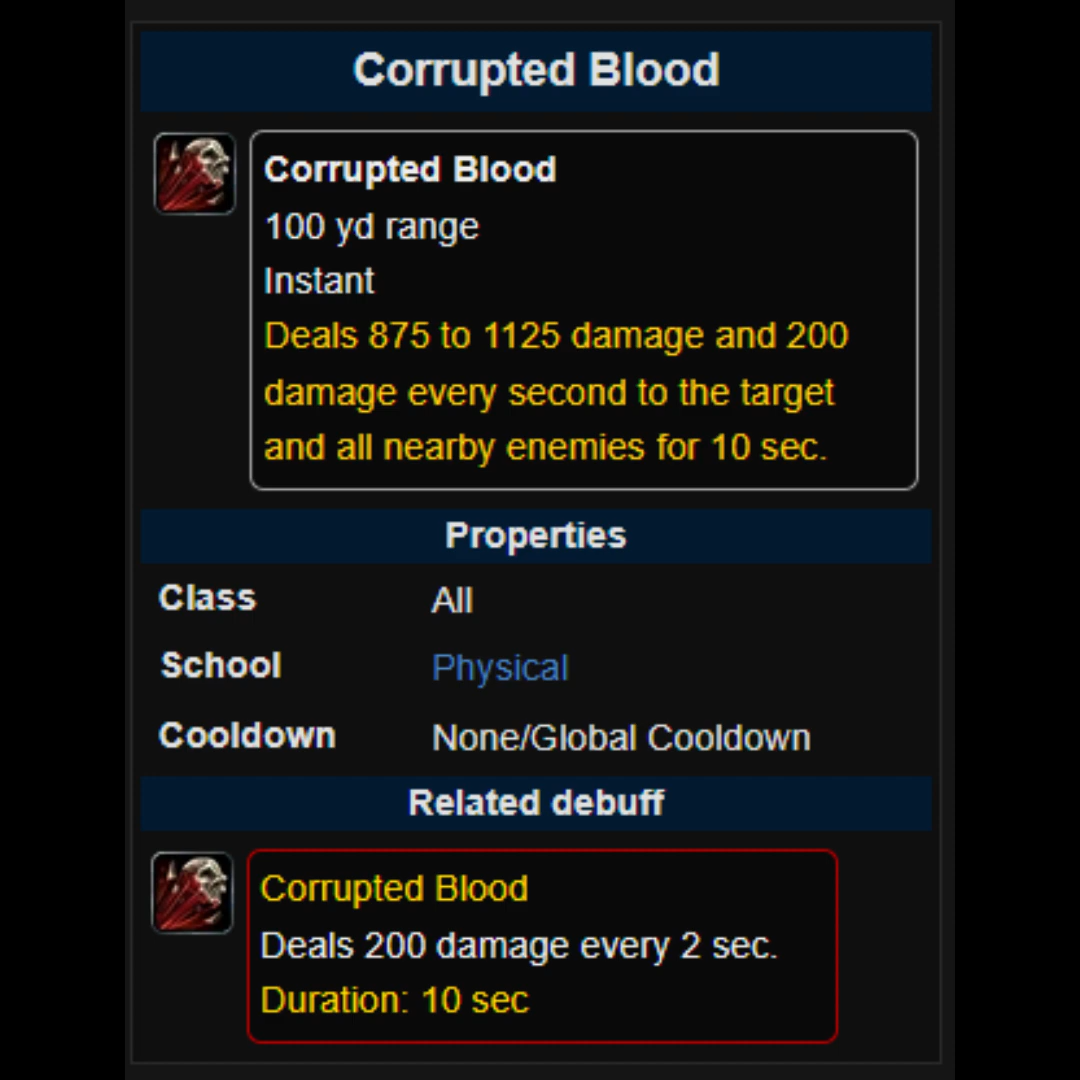 Corrupted Blood
Corrupted Blood
100 yd range
Instant
Deals 875 to 1125 damage and 200
damage every second to the target
and all nearby enemies for 10 sec.
Properties
Class All
School Physical
Cooldown None/Global Cooldown
Related debuff
Corrupted Blood
Deals 200 damage every 2 sec.
Duration: 10 sec